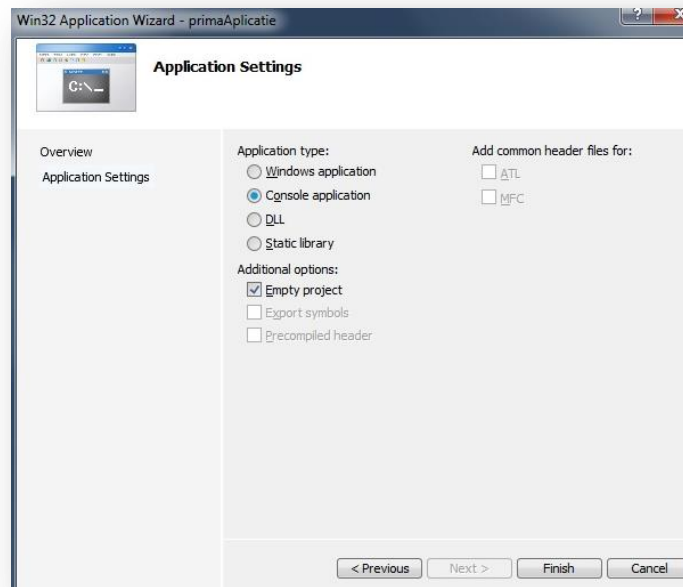 Win32 Application Wizard - primaAplicatie
C:\_
Application Settings
Overview
Application Settings
Application type:
Windows application
Console application
DLL
Static library
Additional options:
Empty project
Export symbols
Precompiled header
Add common header files for:
ATL
MFC
< Previous
Next >
Finish
Cancel